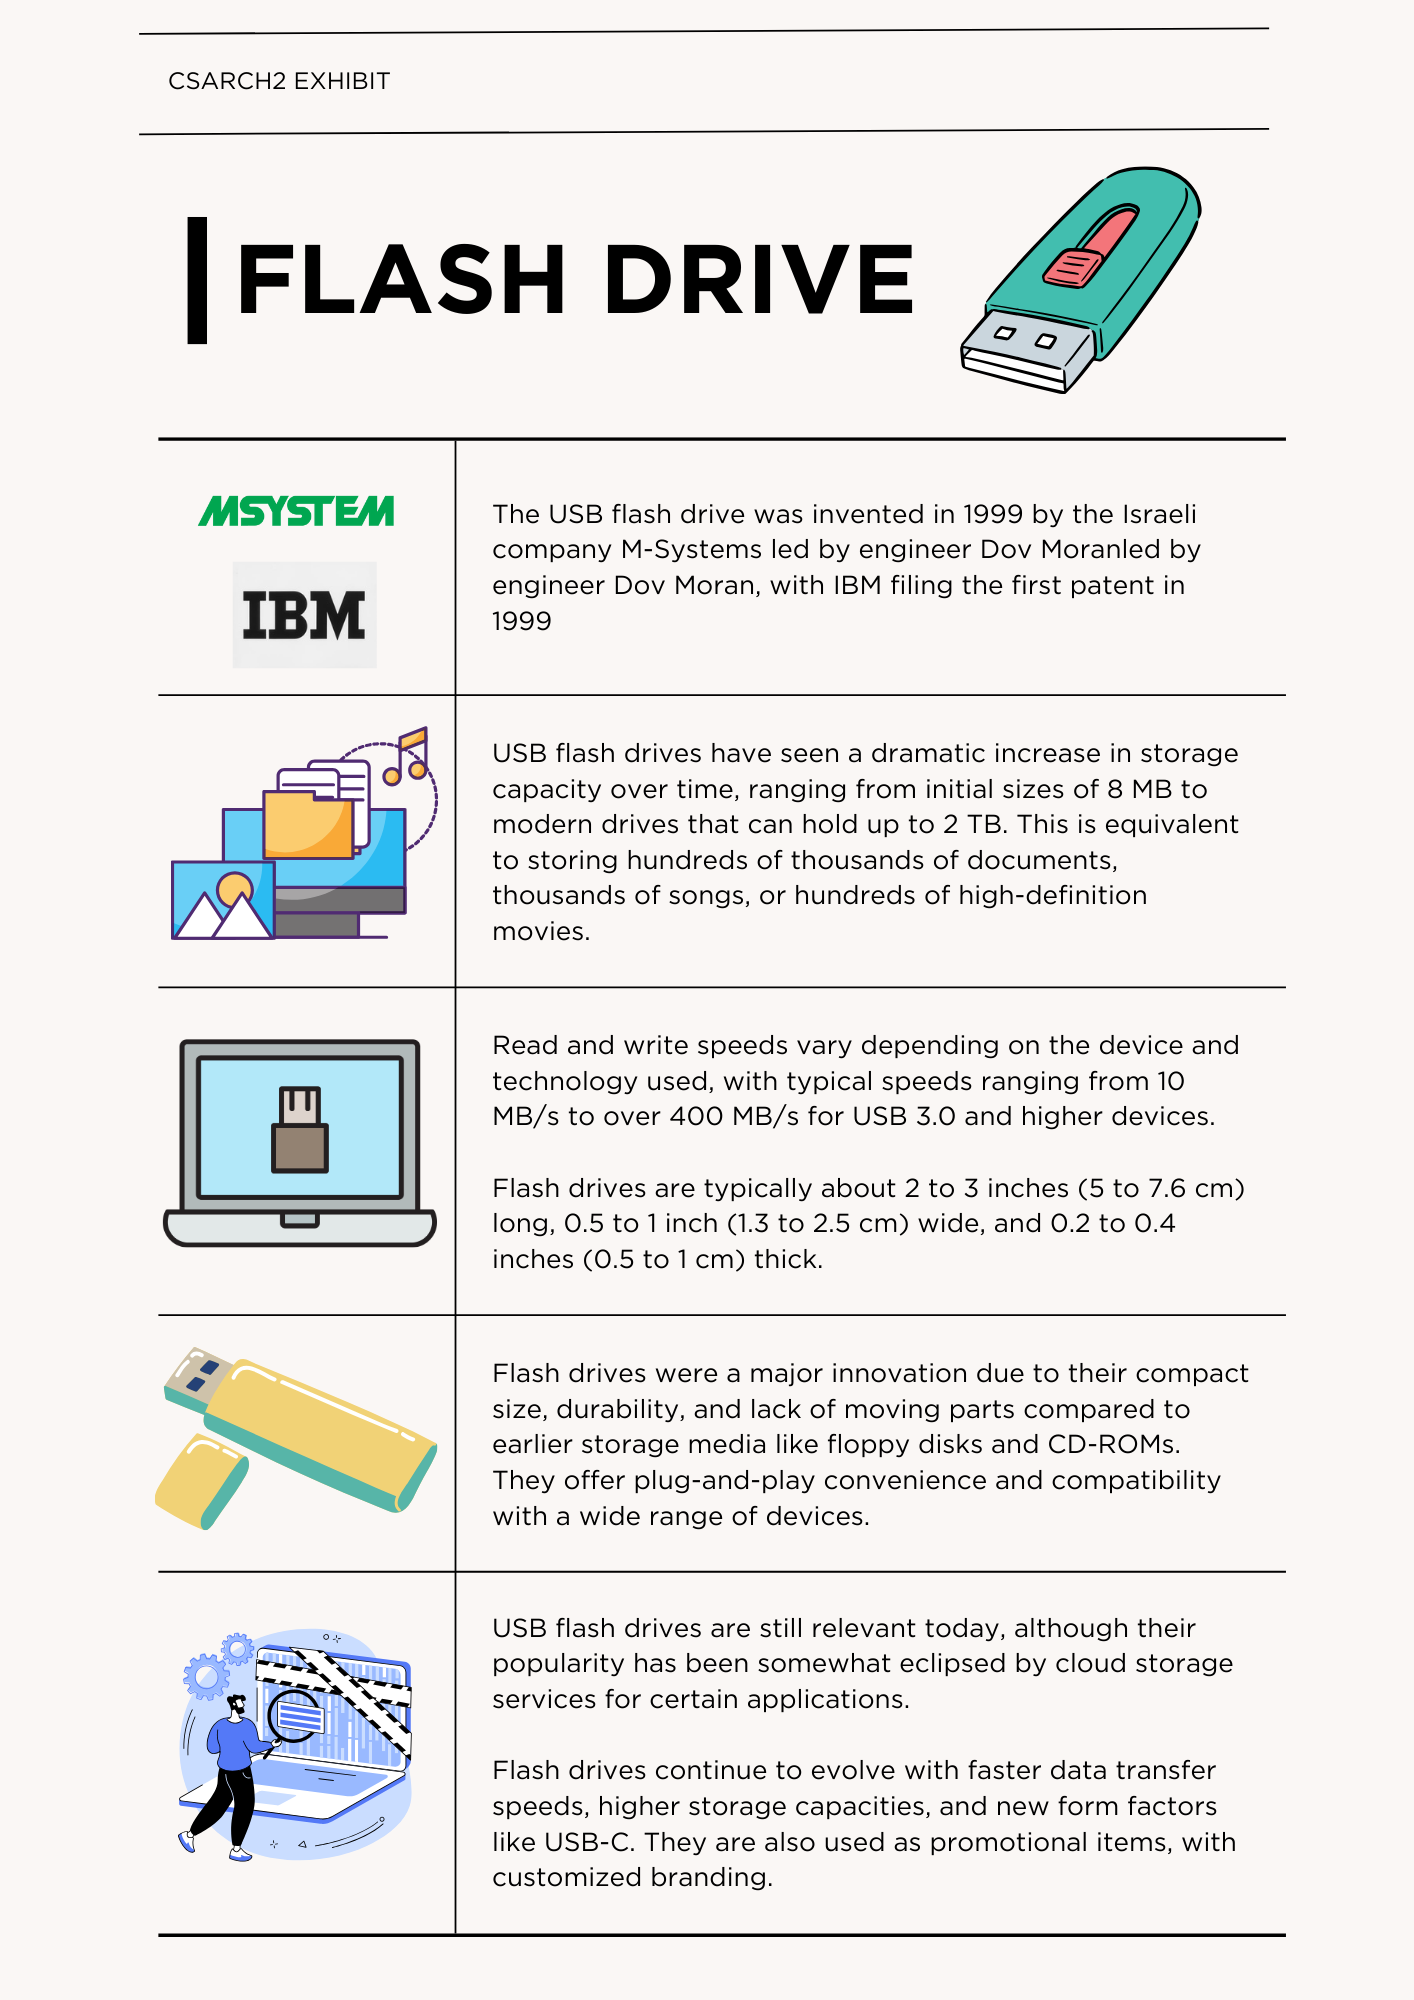 CSARCH2 EXHIBIT
FLASH DRIVE
MSYSTEM
IBM
The USB flash drive was invented in 1999 by the Israeli
company M-Systems led by engineer Dov Moranled by
engineer Dov Moran, with IBM filing the first patent in
1999
USB flash drives have seen a dramatic increase in storage
capacity over time, ranging from initial sizes of 8 MB to
modern drives that can hold up to 2 TB. This is equivalent
to storing hundreds of thousands of documents,
thousands of songs, or hundreds of high-definition
movies.
Read and write speeds vary depending on the device and
technology used, with typical speeds ranging from 10
MB/s to over 400 MB/s for USB 3.0 and higher devices.
Flash drives are typically about 2 to 3 inches (5 to 7.6 cm)
long, 0.5 to 1 inch (1.3 to 2.5 cm) wide, and 0.2 to 0.4
inches (0.5 to 1 cm) thick.
Flash drives were a major innovation due to their compact
size, durability, and lack of moving parts compared to
earlier storage media like floppy disks and CD-ROMs.
They offer plug-and-play convenience and compatibility
with a wide range of devices.
USB flash drives are still relevant today, although their
popularity has been somewhat eclipsed by cloud storage
services for certain applications.
Flash drives continue to evolve with faster data transfer
speeds, higher storage capacities, and new form factors
like USB-C. They are also used as promotional items, with
customized branding.